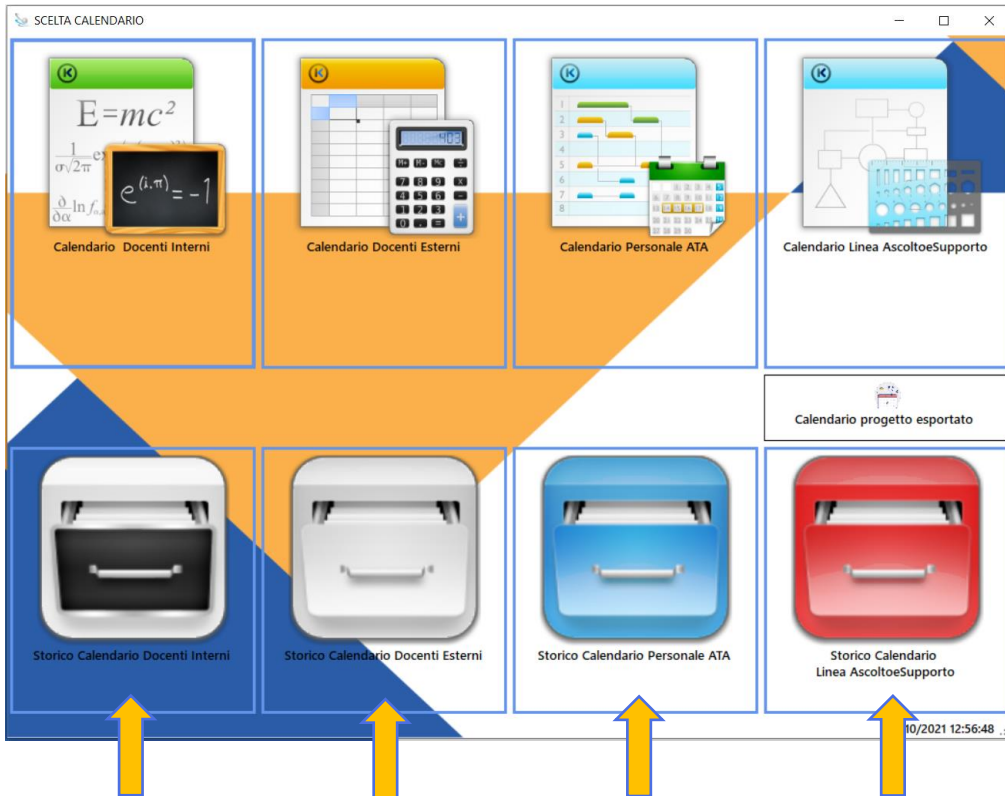 SCELTA CALENDARIO
E=mc²
e^(i.π) = -1
403
Calendario Docenti Interni
Calendario Docenti Esterni
Calendario Personale ATA
Calendario Linea AscoltoeSupporto
Calendario progetto esportato
Storico Calendario Docenti Interni
Storico Calendario Docenti Esterni
Storico Calendario Personale ATA
Storico Calendario
Linea AscoltoeSupporto
10/2021 12:56:48